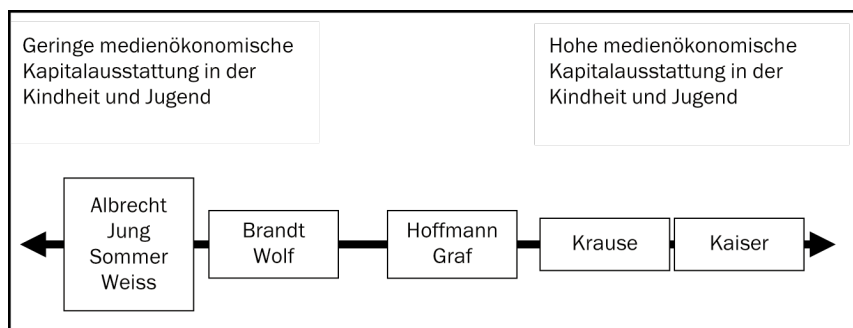 Geringe medienökonomische
Kapitalausstattung in der
Kindheit und Jugend
Hohe medienökonomische
Kapitalausstattung in der
Kindheit und Jugend
Albrecht
Jung
Sommer
Weiss
Brandt
Wolf
Hoffmann
Graf
Krause
Kaiser